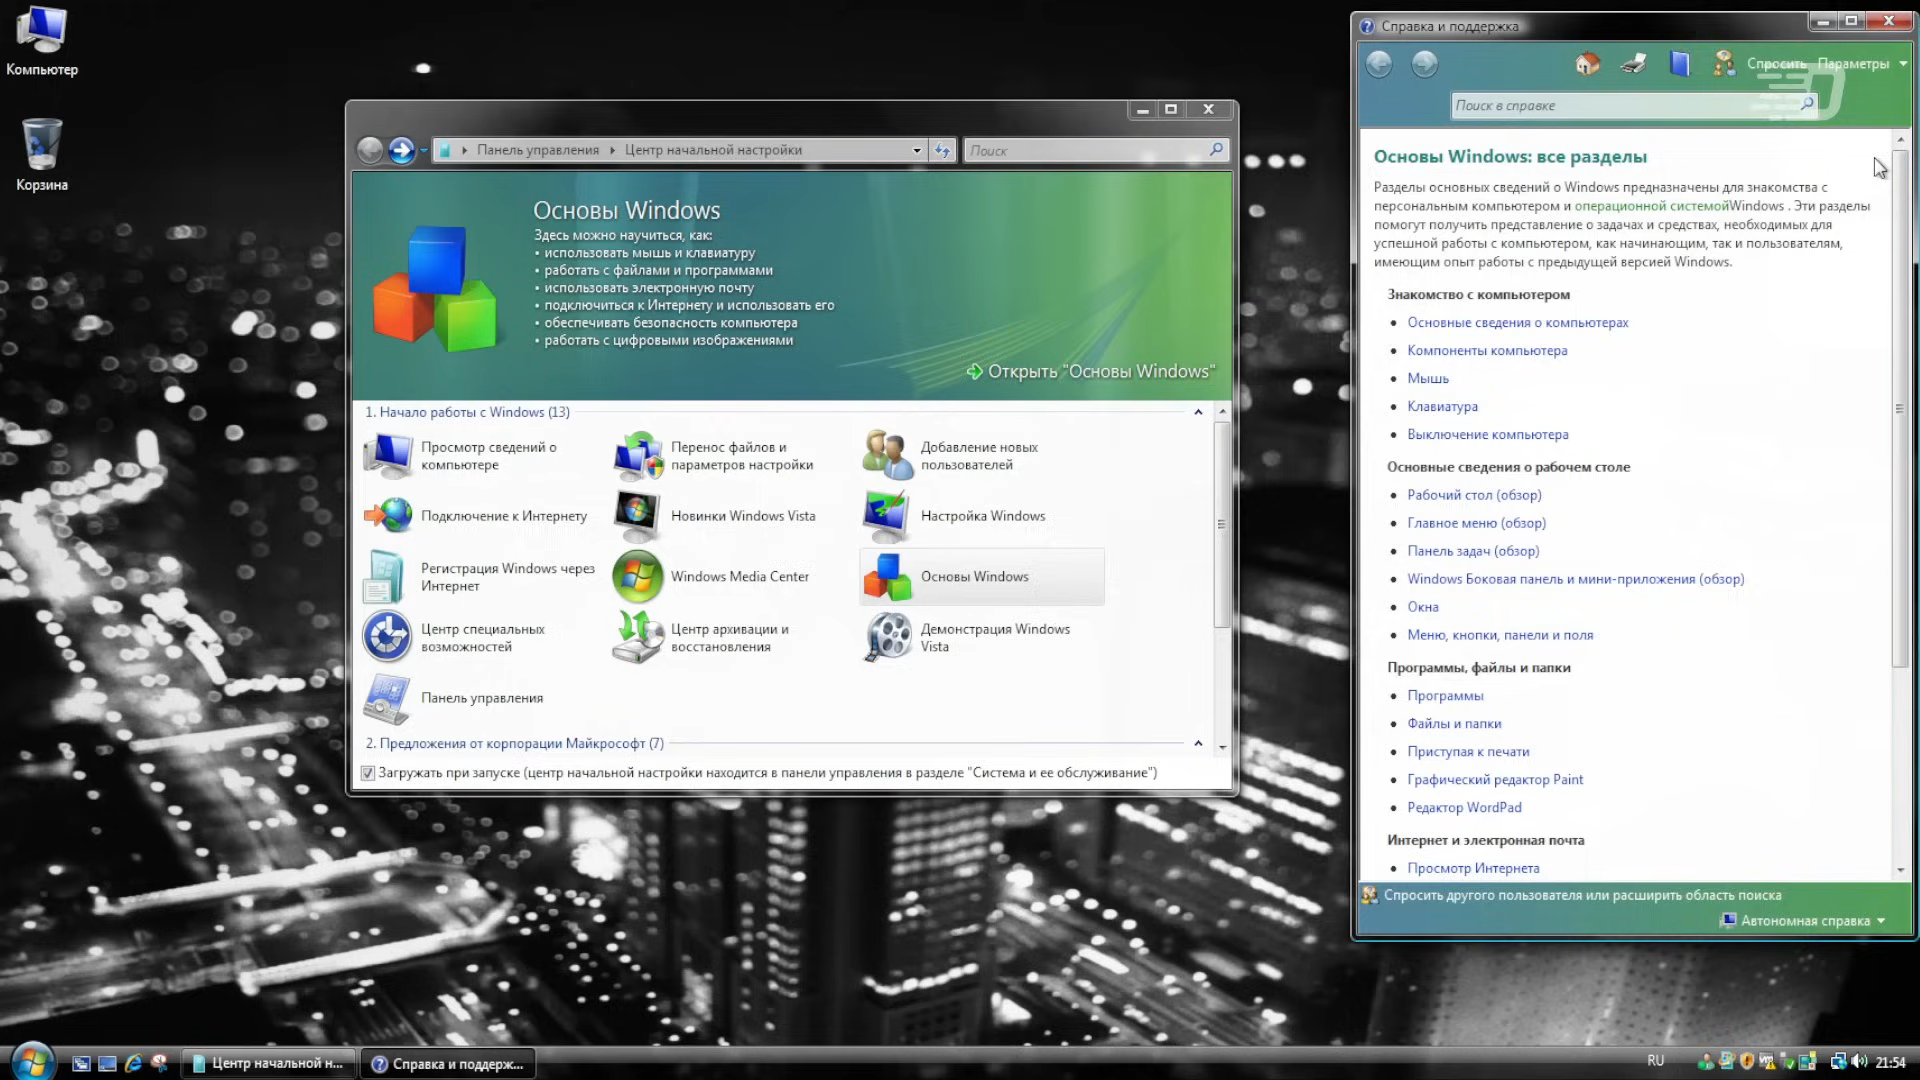 Компьютер
Корзина
Панель управления
Центр начальной настройки
Поиск
Основы Windows
Здесь можно научиться, как:
• использовать мышь и клавиатуру
• работать с файлами и программами
• использовать электронную почту
• подключиться к Интернету и использовать его
• обеспечивать безопасность компьютера
• работать с цифровыми изображениями
Открыть "Основы Windows"
1. Начало работы с Windows (13)
Просмотр сведений о
компьютере
Перенос файлов и
параметров настройки
Добавление новых
пользователей
Подключение к Интернету
Новинки Windows Vista
Настройка Windows
Регистрация Windows через
Интернет
Windows Media Center
Основы Windows
Центр специальных
возможностей
Центр архивации и
восстановления
Демонстрация Windows
Vista
Панель управления
2. Предложения от корпорации Майкрософт (7)
Загружать при запуске (центр начальной настройки находится в панели управления в разделе "Система и ее обслуживание")
Справка и поддержка
Спросить
Параметры
Поиск в справке
Основы Windows: все разделы
Разделы основных сведений о Windows предназначены для знакомства с
персональным компьютером и операционной системойWindows . Эти разделы
помогут получить представление о задачах и средствах, необходимых для
успешной работы с компьютером, как начинающим, так и пользователям,
имеющим опыт работы с предыдущей версией Windows.
Знакомство с компьютером
• Основные сведения о компьютерах
• Компоненты компьютера
• Мышь
• Клавиатура
• Выключение компьютера
Основные сведения о рабочем столе
• Рабочий стол (обзор)
• Главное меню (обзор)
• Панель задач (обзор)
• Windows Боковая панель и мини-приложения (обзор)
• Окна
• Меню, кнопки, панели и поля
Программы, файлы и папки
• Программы
• Файлы и папки
• Приступая к печати
• Графический редактор Paint
• Редактор WordPad
Интернет и электронная почта
• Просмотр Интернета
Спросить другого пользователя или расширить область поиска
Автономная справка
Центр начальной н...
Справка и поддерж...
RU
21:54